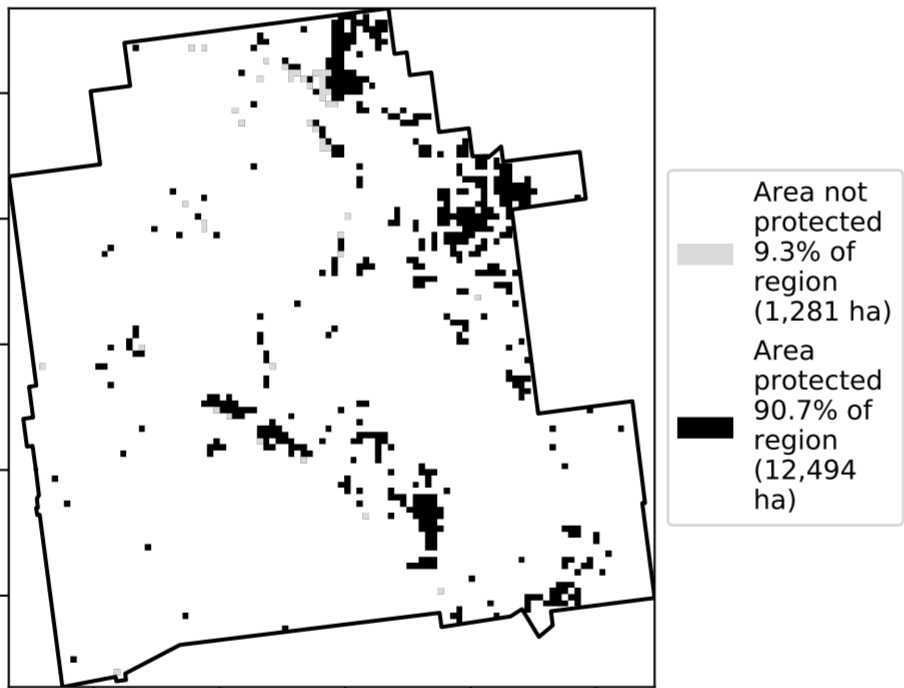 Area not
protected
9.3% of
region
(1,281 ha)
Area
protected
90.7% of
region
(12,494
ha)